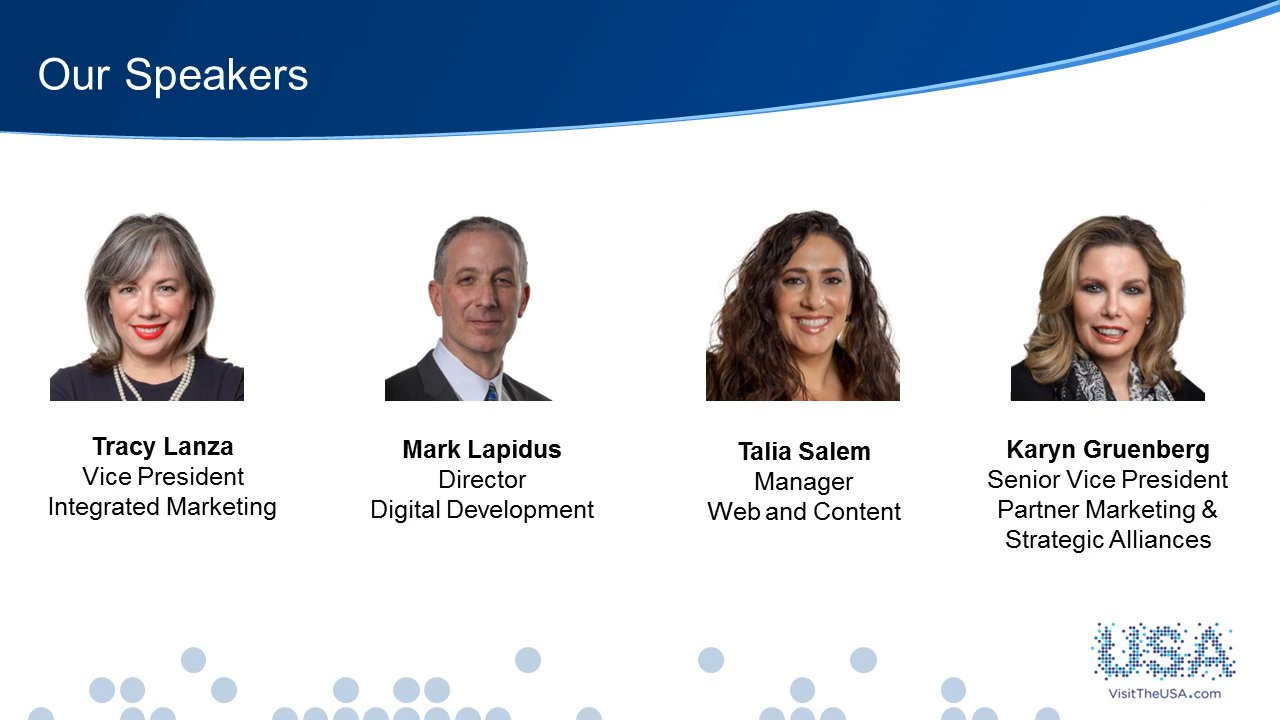 Our Speakers
Tracy Lanza
Vice President
Integrated Marketing
Mark Lapidus
Director
Digital Development
Talia Salem
Manager
Web and Content
Karyn Gruenberg
Senior Vice President
Partner Marketing &
Strategic Alliances
USA
VisitTheUSA.com